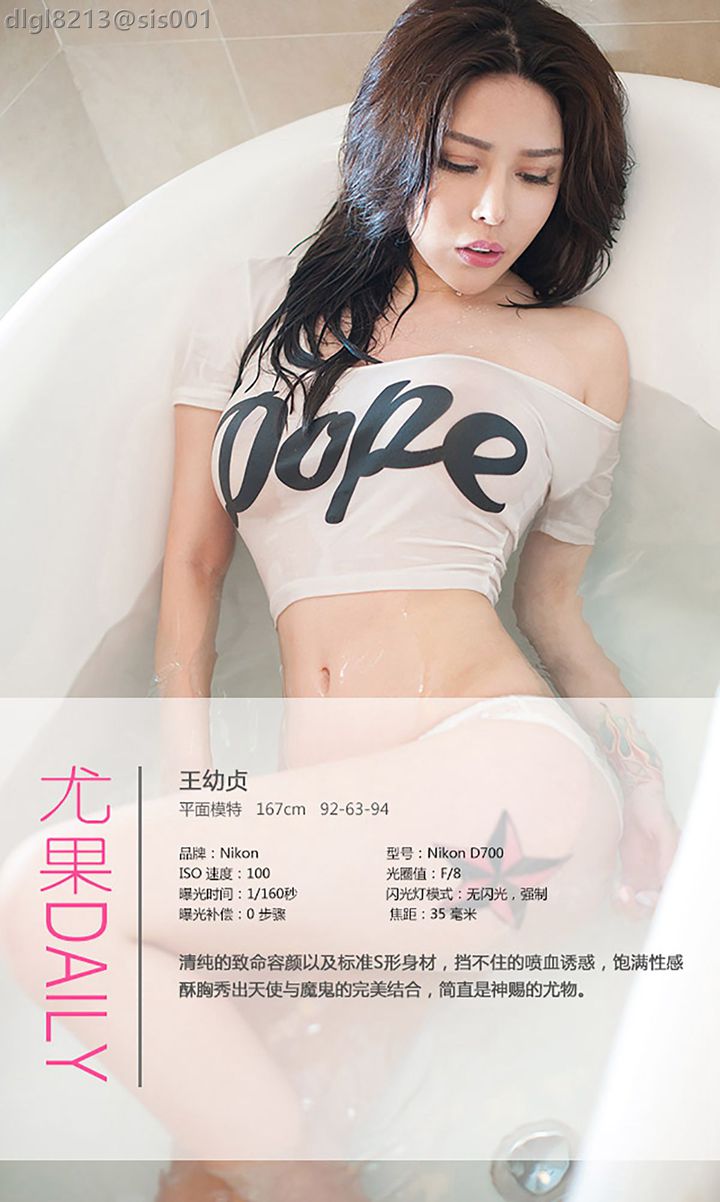 dlgl8213@sis001
Dope
尤果DAILY
王幼贞
平面模特 167cm 92-63-94
品牌：Nikon 型号：Nikon D700
ISO 速度：100 光圈值：F/8
曝光时间：1/160秒 闪光灯模式：无闪光，强制
曝光补偿：0 步骤 焦距：35 毫米
清纯的致命容颜以及标准S形身材，挡不住的喷血诱惑，饱满性感
酥胸秀出天使与魔鬼的完美结合，简直是神赐的尤物。